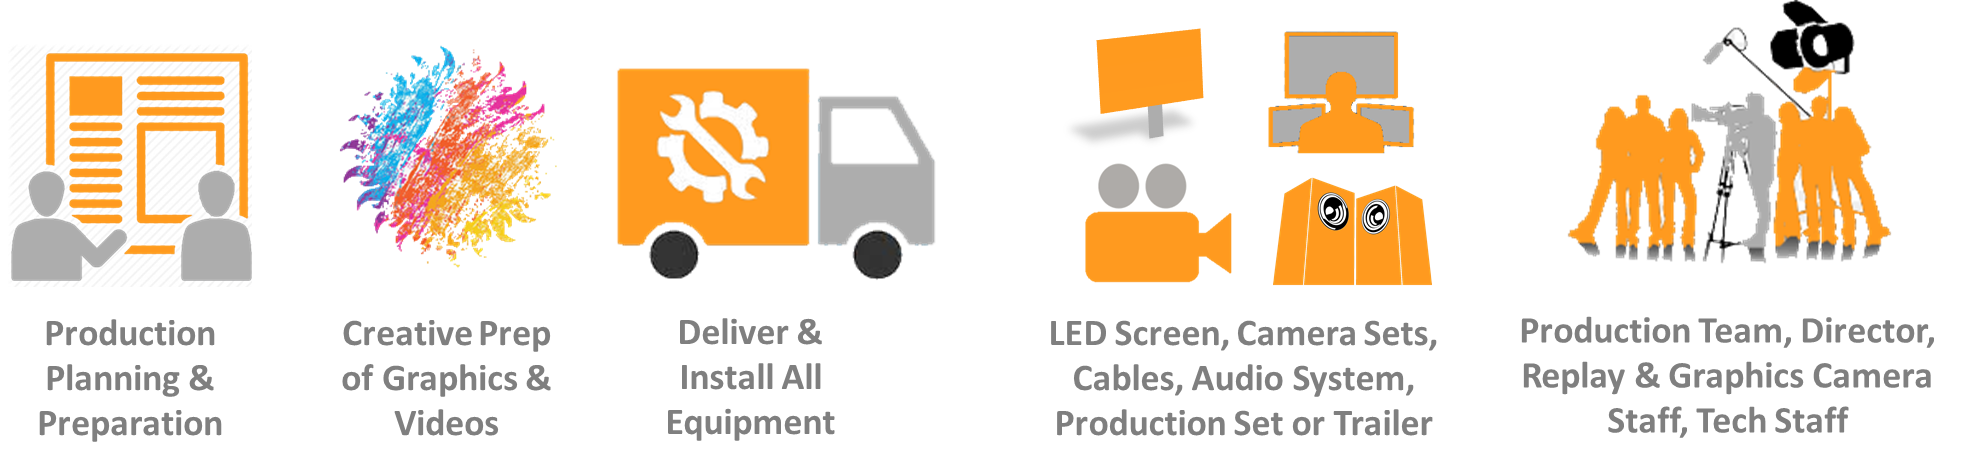 Production
Planning &
Preparation
Creative Prep
of Graphics &
Videos
Deliver &
Install All
Equipment
LED Screen, Camera Sets,
Cables, Audio System,
Production Set or Trailer
Production Team, Director,
Replay & Graphics Camera
Staff, Tech Staff